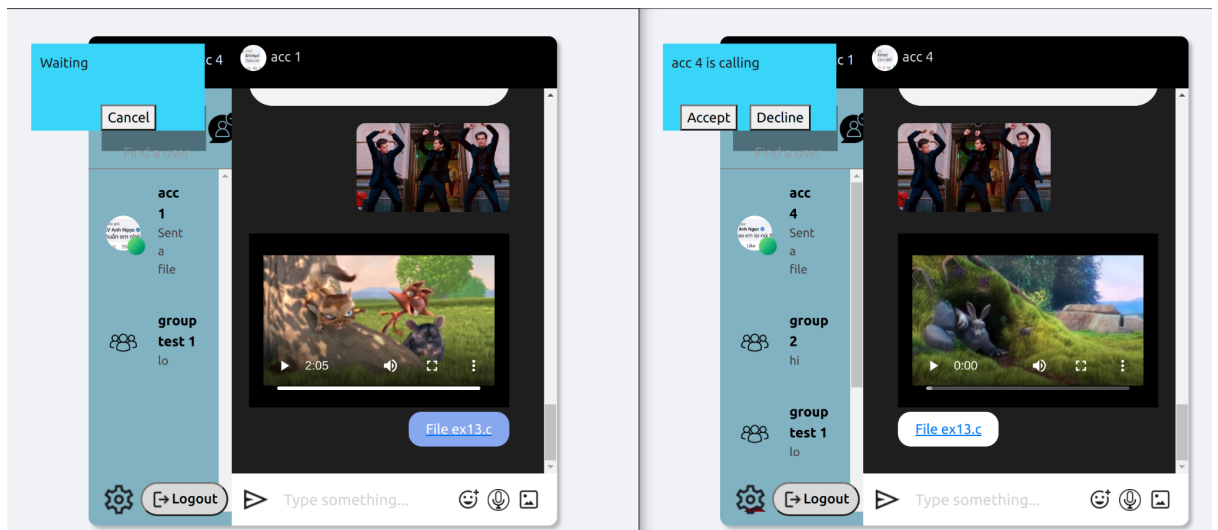 Waiting
c 4
acc 1
Cancel
Find a user
acc
1
Sent
a
file
group
test 1
lo
2:05
File ex13.c
Logout
Type something...
acc 4 is calling
c 1
acc 4
Accept Decline
Find a user
acc
4
Sent
a
file
group
2
hi
group
test 1
lo
0:00
File ex13.c
Logout
Type something...